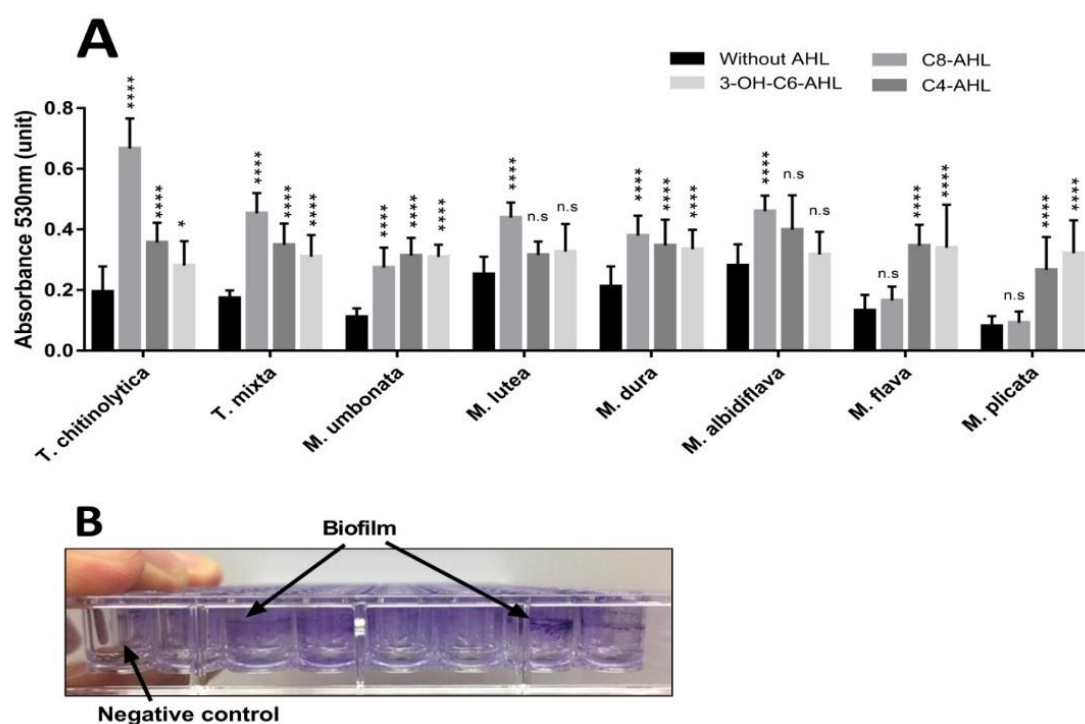 A
Without AHL
C8-AHL
3-OH-C6-AHL
C4-AHL
Absorbance 530nm (unit)
0.8
0.6
0.4
0.2
0.0
**** **** *
**** **** ****
**** **** ****
**** n.s n.s
**** **** ****
**** n.s n.s
n.s **** ****
n.s **** ****
T. chitinolytica
T. mixta
M. umbonata
M. lutea
M. dura
M. albidiflava
M. flava
M. plicata
B
Biofilm
Negative control